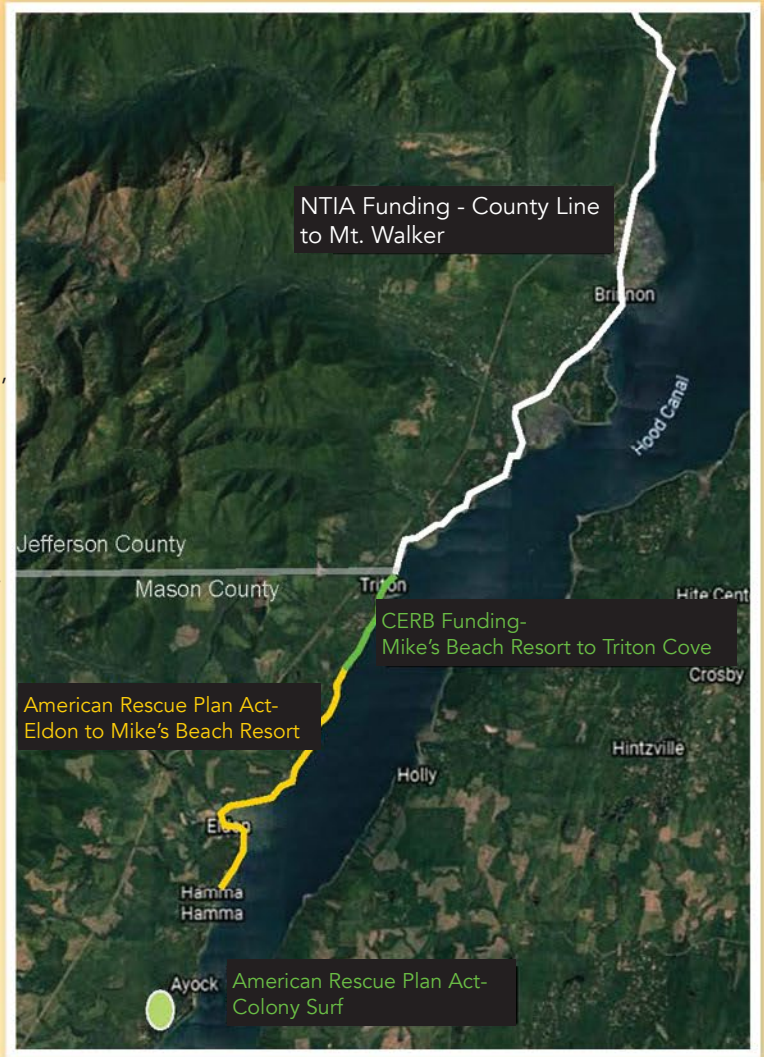 NTIA Funding - County Line
to Mt. Walker
Brinnon
,
Hood Canal
Jefferson County
Mason County
Triton
Hite Cent
CERB Funding-
Mike's Beach Resort to Triton Cove
Crosby
American Rescue Plan Act-
Eldon to Mike's Beach Resort
Hintzville
Holly
Eldon
Hamma
Hamma
Ayock
American Rescue Plan Act-
Colony Surf